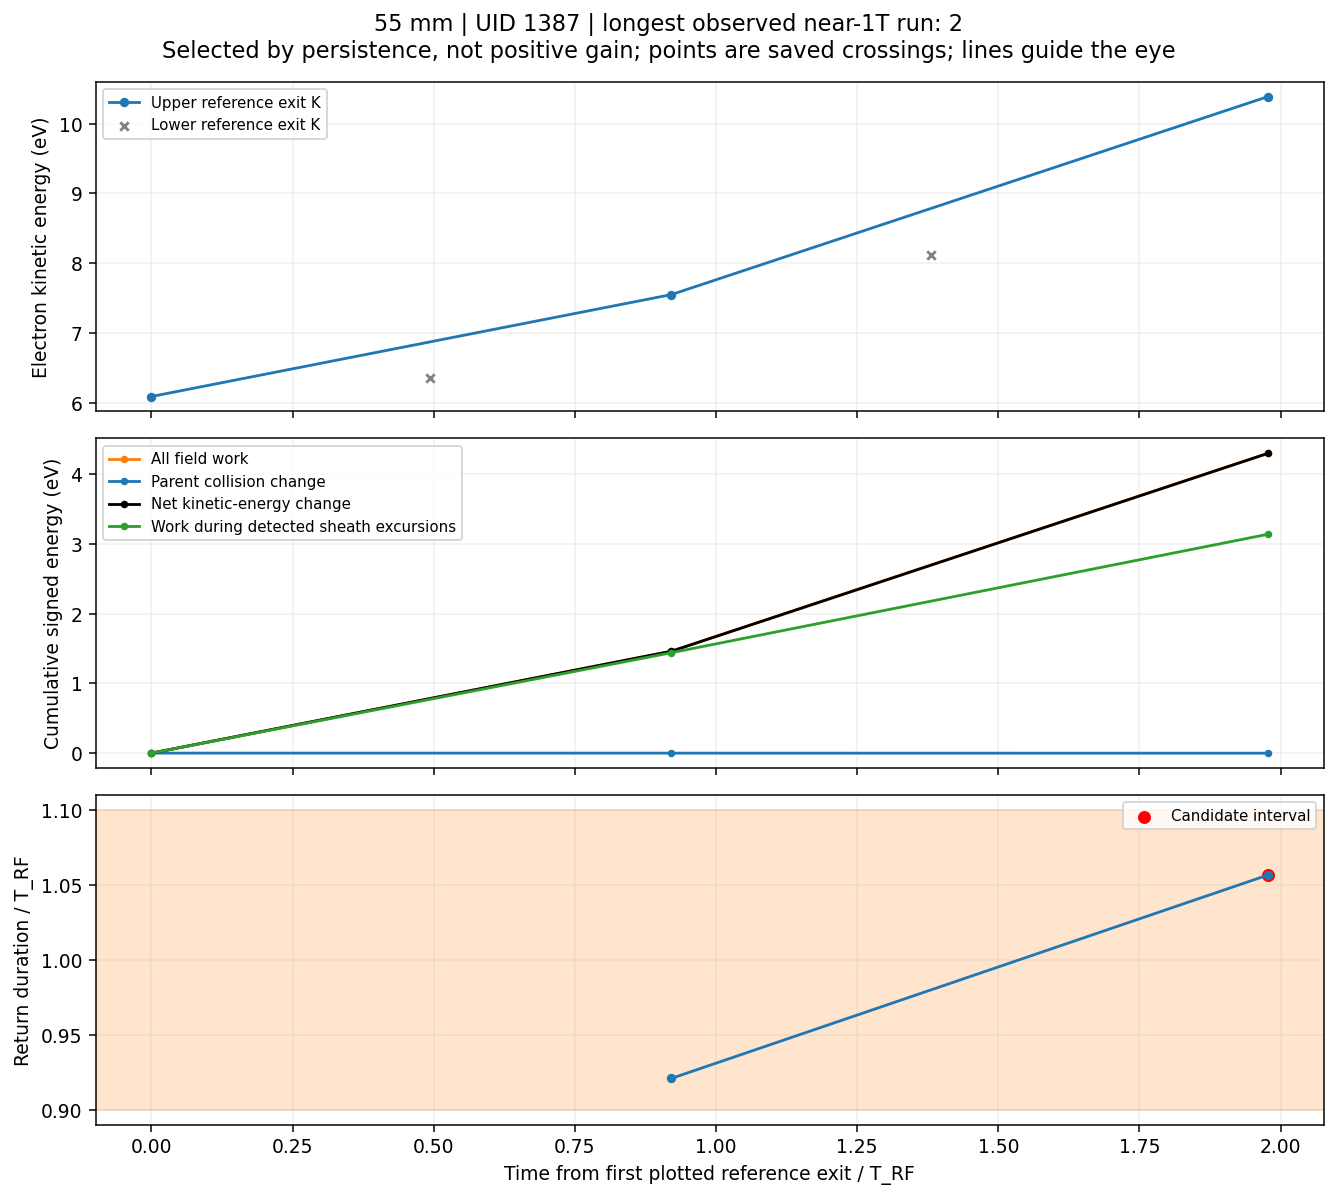 55 mm | UID 1387 | longest observed near-1T run: 2
Selected by persistence, not positive gain; points are saved crossings; lines guide the eye
Electron kinetic energy (eV)
10
9
8
7
6
Upper reference exit K
Lower reference exit K
Cumulative signed energy (eV)
4
3
2
1
0
All field work
Parent collision change
Net kinetic-energy change
Work during detected sheath excursions
Return duration / T_RF
1.10
1.05
1.00
0.95
0.90
Candidate interval
0.00 0.25 0.50 0.75 1.00 1.25 1.50 1.75 2.00
Time from first plotted reference exit / T_RF